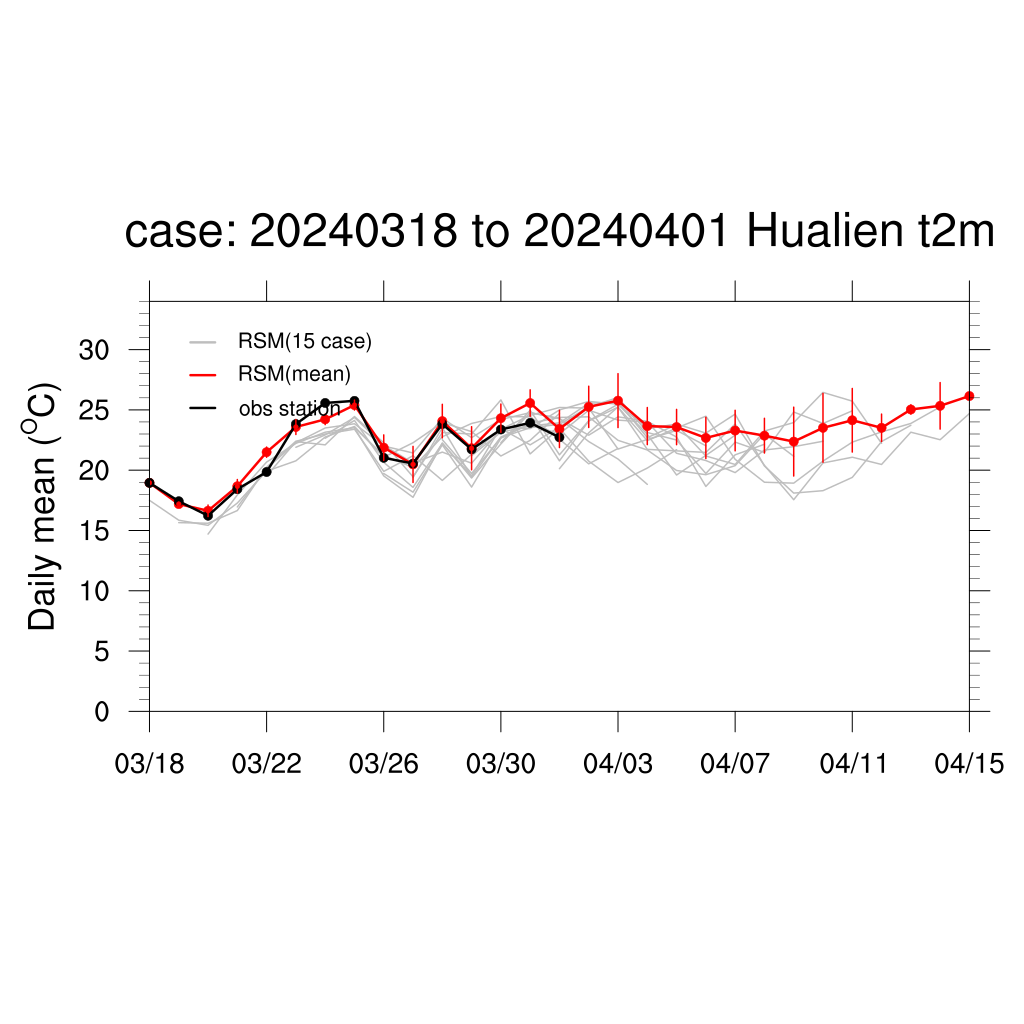 case: 20240318 to 20240401 Hualien t2m
RSM(15 case)
RSM(mean)
obs station
Daily mean (°C)
30
25
20
15
10
5
0
03/18 03/22 03/26 03/30 04/03 04/07 04/11 04/15